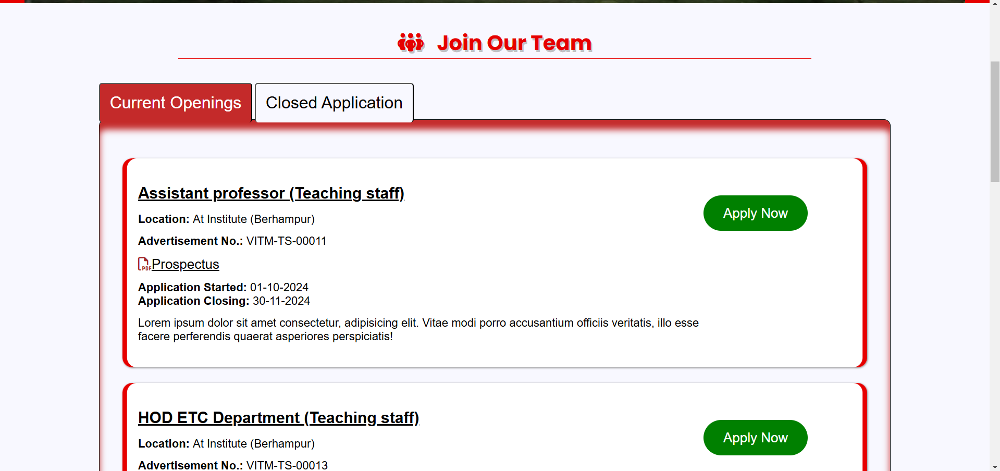 Join Our Team
Current Openings
Closed Application
Assistant professor (Teaching staff)
Apply Now
Location: At Institute (Berhampur)
Advertisement No.: VITM-TS-00011
PDF Prospectus
Application Started: 01-10-2024
Application Closing: 30-11-2024
Lorem ipsum dolor sit amet consectetur, adipisicing elit. Vitae modi porro accusantium officiis veritatis, illo esse
facere perferendis quaerat asperiores perspiciatis!
HOD ETC Department (Teaching staff)
Apply Now
Location: At Institute (Berhampur)
Advertisement No.: VITM-TS-00013